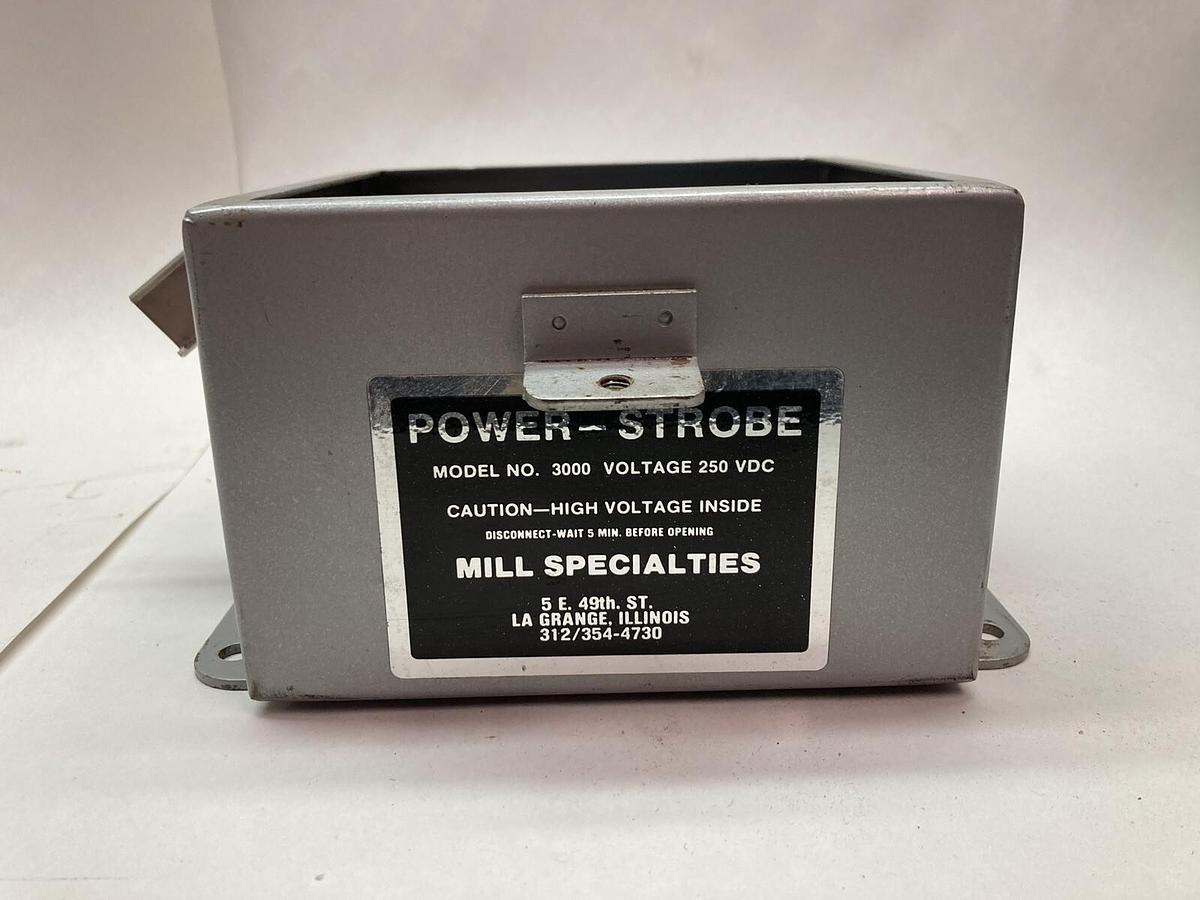 POWER- STROBE
MODEL NO. 3000 VOLTAGE 250 VDC
CAUTION—HIGH VOLTAGE INSIDE
DISCONNECT-WAIT 5 MIN. BEFORE OPENING
MILL SPECIALTIES
5 E. 49th. ST.
LA GRANGE, ILLINOIS
312/354-4730